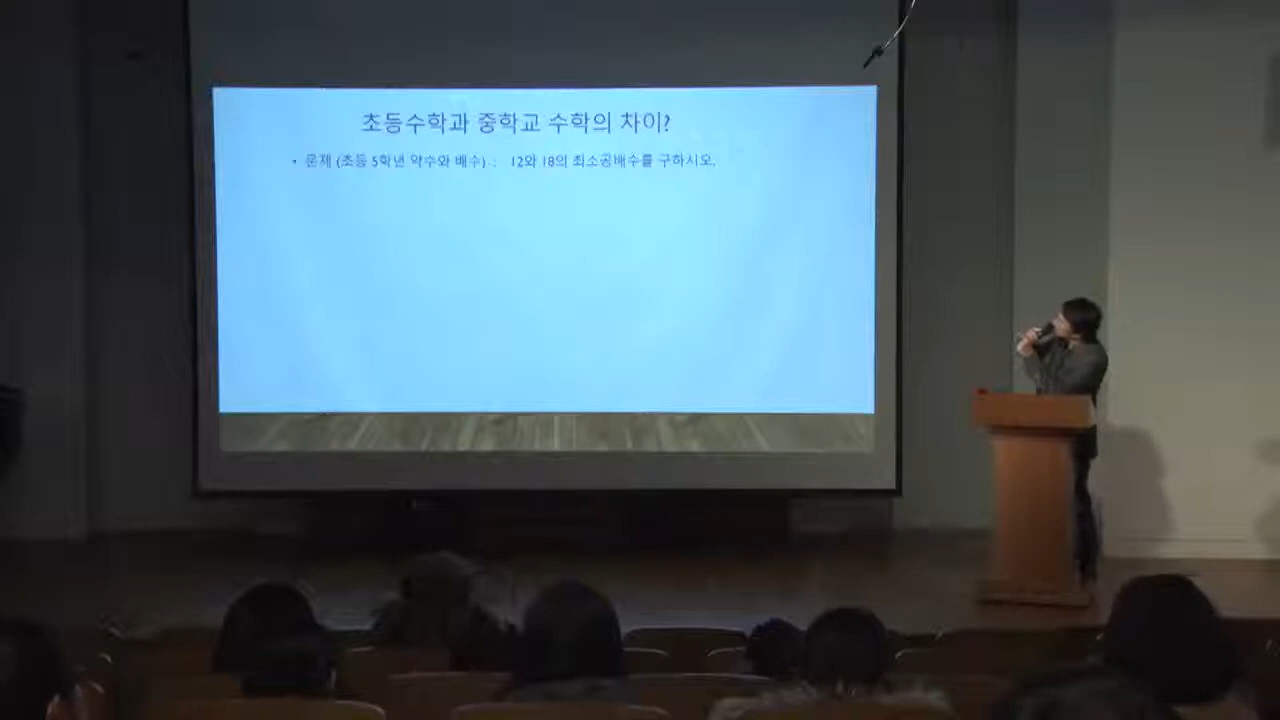 초등수학과 중학교 수학의 차이?
• 문제 (초등 5학년 약수와 배수) : 12와 18의 최소공배수를 구하시오.